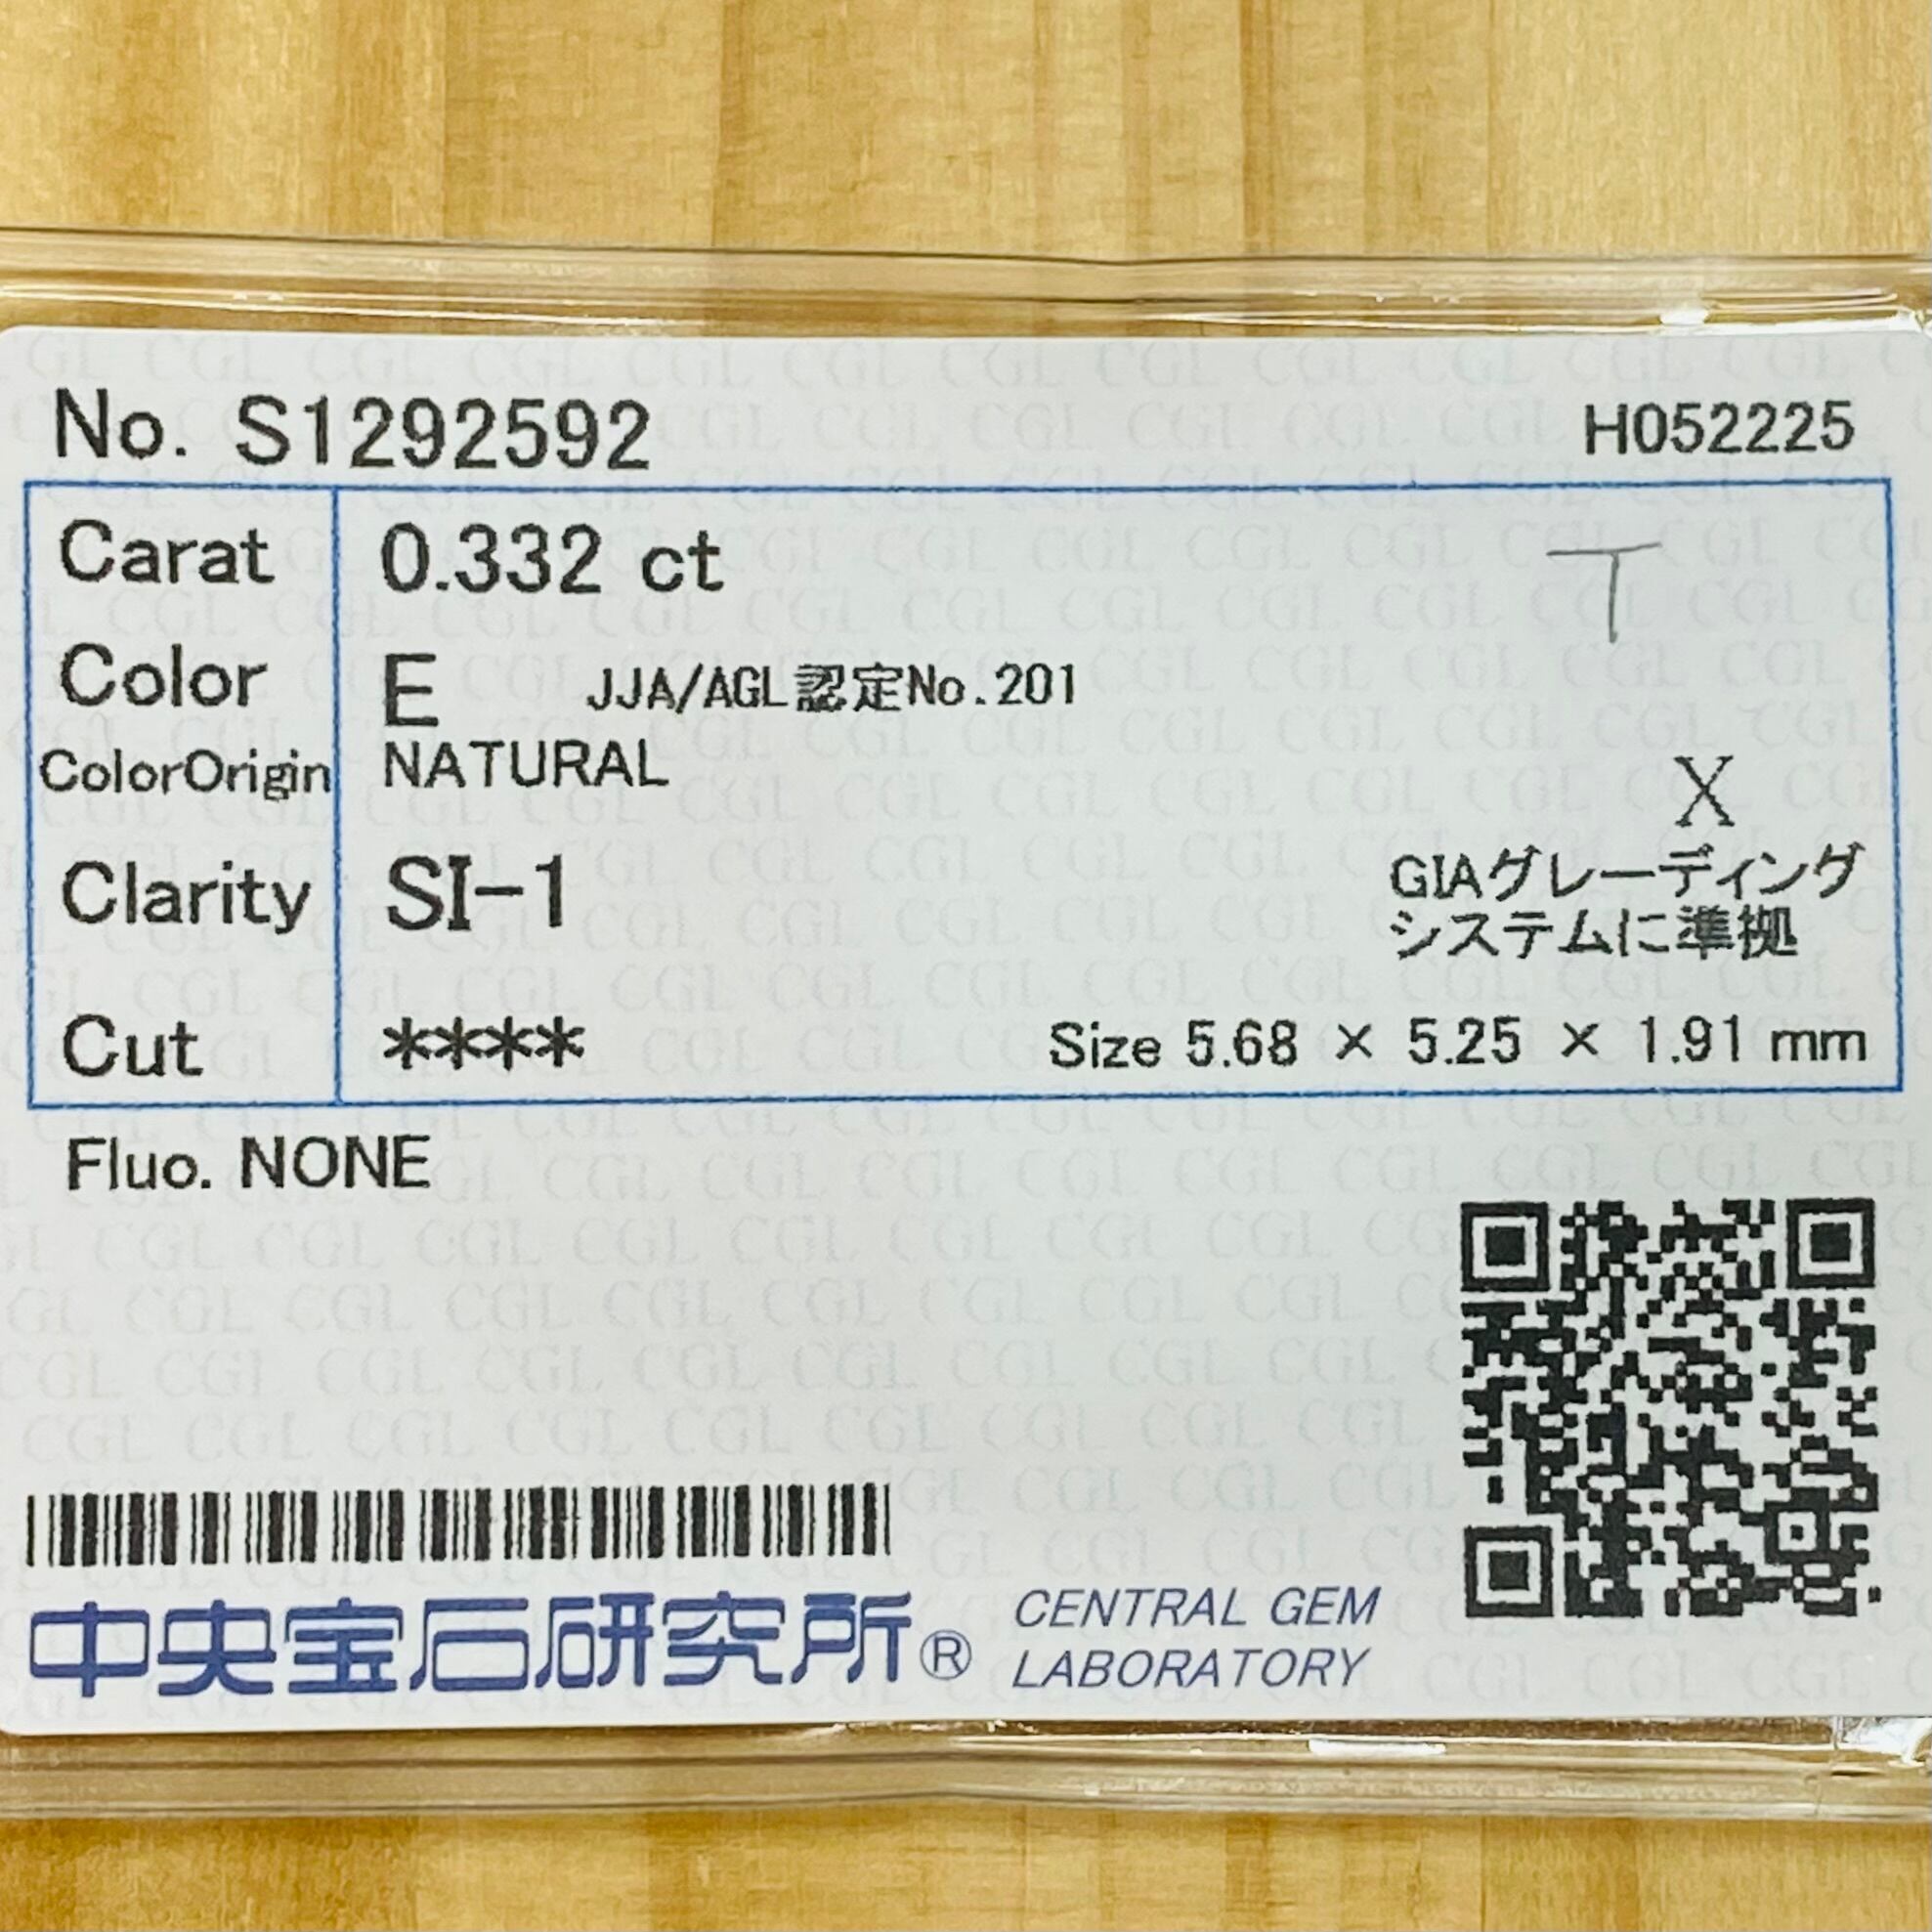 No. S1292592
H052225
Carat 0.332 ct
T
Color E JJA/AGL認定No.201
ColorOrigin NATURAL
X
Clarity SI-1
GIAグレーディング
システムに準拠
Cut ****
Size 5.68 × 5.25 × 1.91 mm
Fluo. NONE
中央宝石研究所®
CENTRAL GEM
LABORATORY